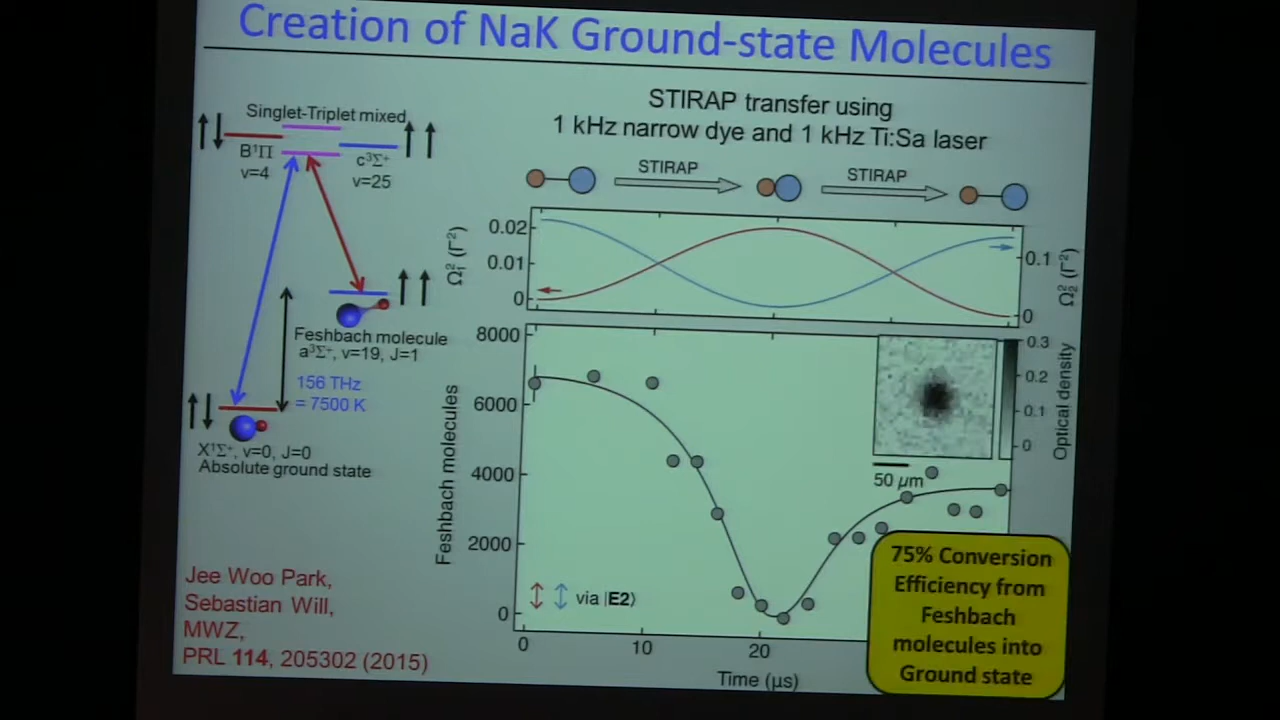 Creation of NaK Ground-state Molecules
Singlet-Triplet mixed
B¹Π
v=4
c³Σ⁺
v=25
Feshbach molecule
a³Σ⁺, v=19, J=1
156 THz
= 7500 K
X¹Σ⁺, v=0, J=0
Absolute ground state
Jee Woo Park,
Sebastian Will,
MWZ,
PRL 114, 205302 (2015)
STIRAP transfer using
1 kHz narrow dye and 1 kHz Ti:Sa laser
STIRAP
STIRAP
Ω₁² (Γ²)
0.02
0.01
0
0.1
0
Ω₂² (Γ²)
Feshbach molecules
8000
6000
4000
2000
0
0.3
0.2
0.1
0
Optical density
50 µm
via |E2⟩
0
10
20
Time (µs)
75% Conversion
Efficiency from
Feshbach
molecules into
Ground state